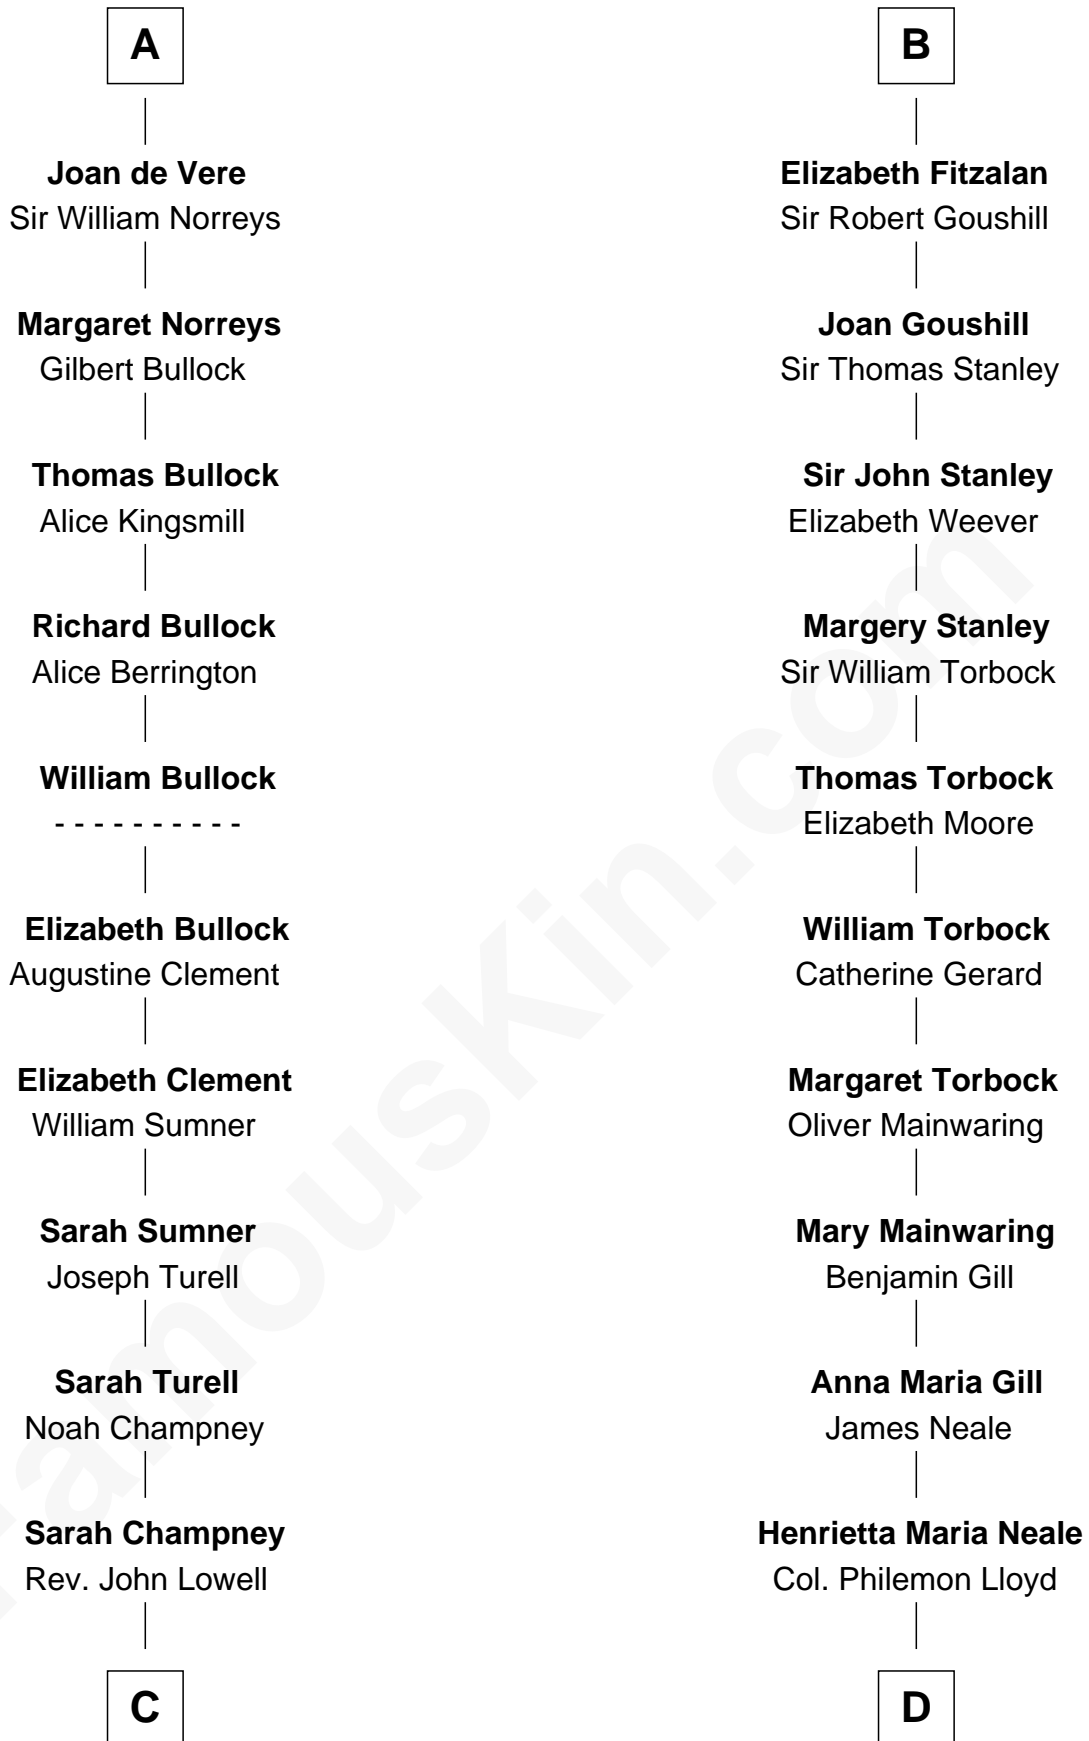 A
Joan de Vere
Sir William Norreys
Margaret Norreys
Gilbert Bullock
Thomas Bullock
Alice Kingsmill
Richard Bullock
Alice Berrington
William Bullock
- - - - - - - - - -
Elizabeth Bullock
Augustine Clement
Elizabeth Clement
William Sumner
Sarah Sumner
Joseph Turell
Sarah Turell
Noah Champney
Sarah Champney
Rev. John Lowell
C
B
Elizabeth Fitzalan
Sir Robert Goushill
Joan Goushill
Sir Thomas Stanley
Sir John Stanley
Elizabeth Weever
Margery Stanley
Sir William Torbock
Thomas Torbock
Elizabeth Moore
William Torbock
Catherine Gerard
Margaret Torbock
Oliver Mainwaring
Mary Mainwaring
Benjamin Gill
Anna Maria Gill
James Neale
Henrietta Maria Neale
Col. Philemon Lloyd
D
FamousKin.com